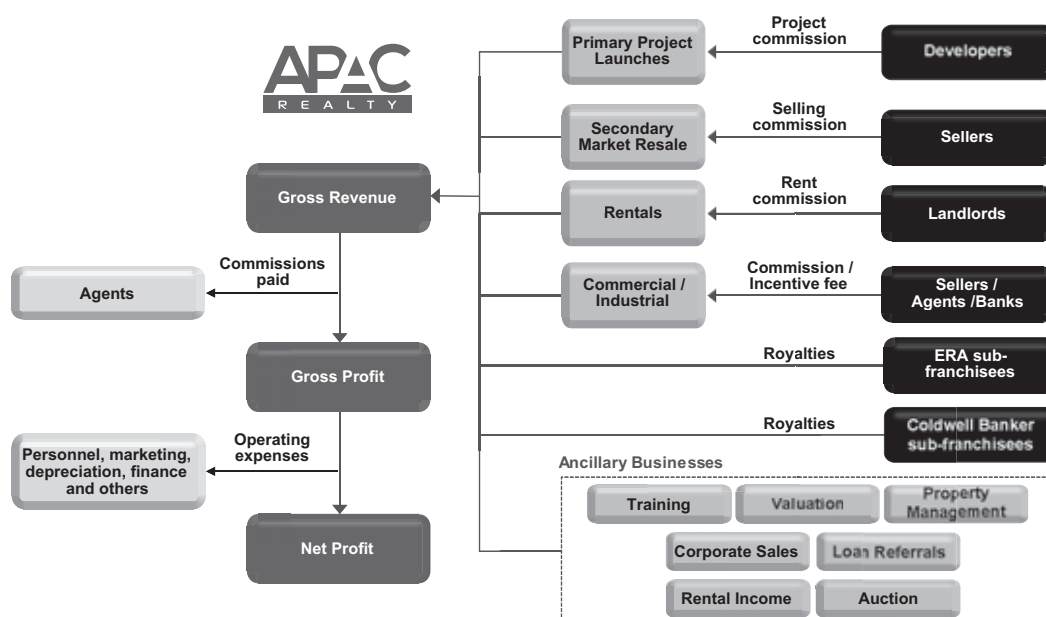 APAC
REALTY
Gross Revenue
Commissions
paid
Agents
Gross Profit
Operating
expenses
Personnel, marketing,
depreciation, finance
and others
Net Profit
Primary Project
Launches
Project
commission
Developers
Secondary
Market Resale
Selling
commission
Sellers
Rentals
Rent
commission
Landlords
Commercial /
Industrial
Commission /
Incentive fee
Sellers /
Agents /Banks
Royalties
ERA sub-
franchisees
Royalties
Coldwell Banker
sub-franchisees
Ancillary Businesses
Training
Valuation
Property
Management
Corporate Sales
Loan Referrals
Rental Income
Auction